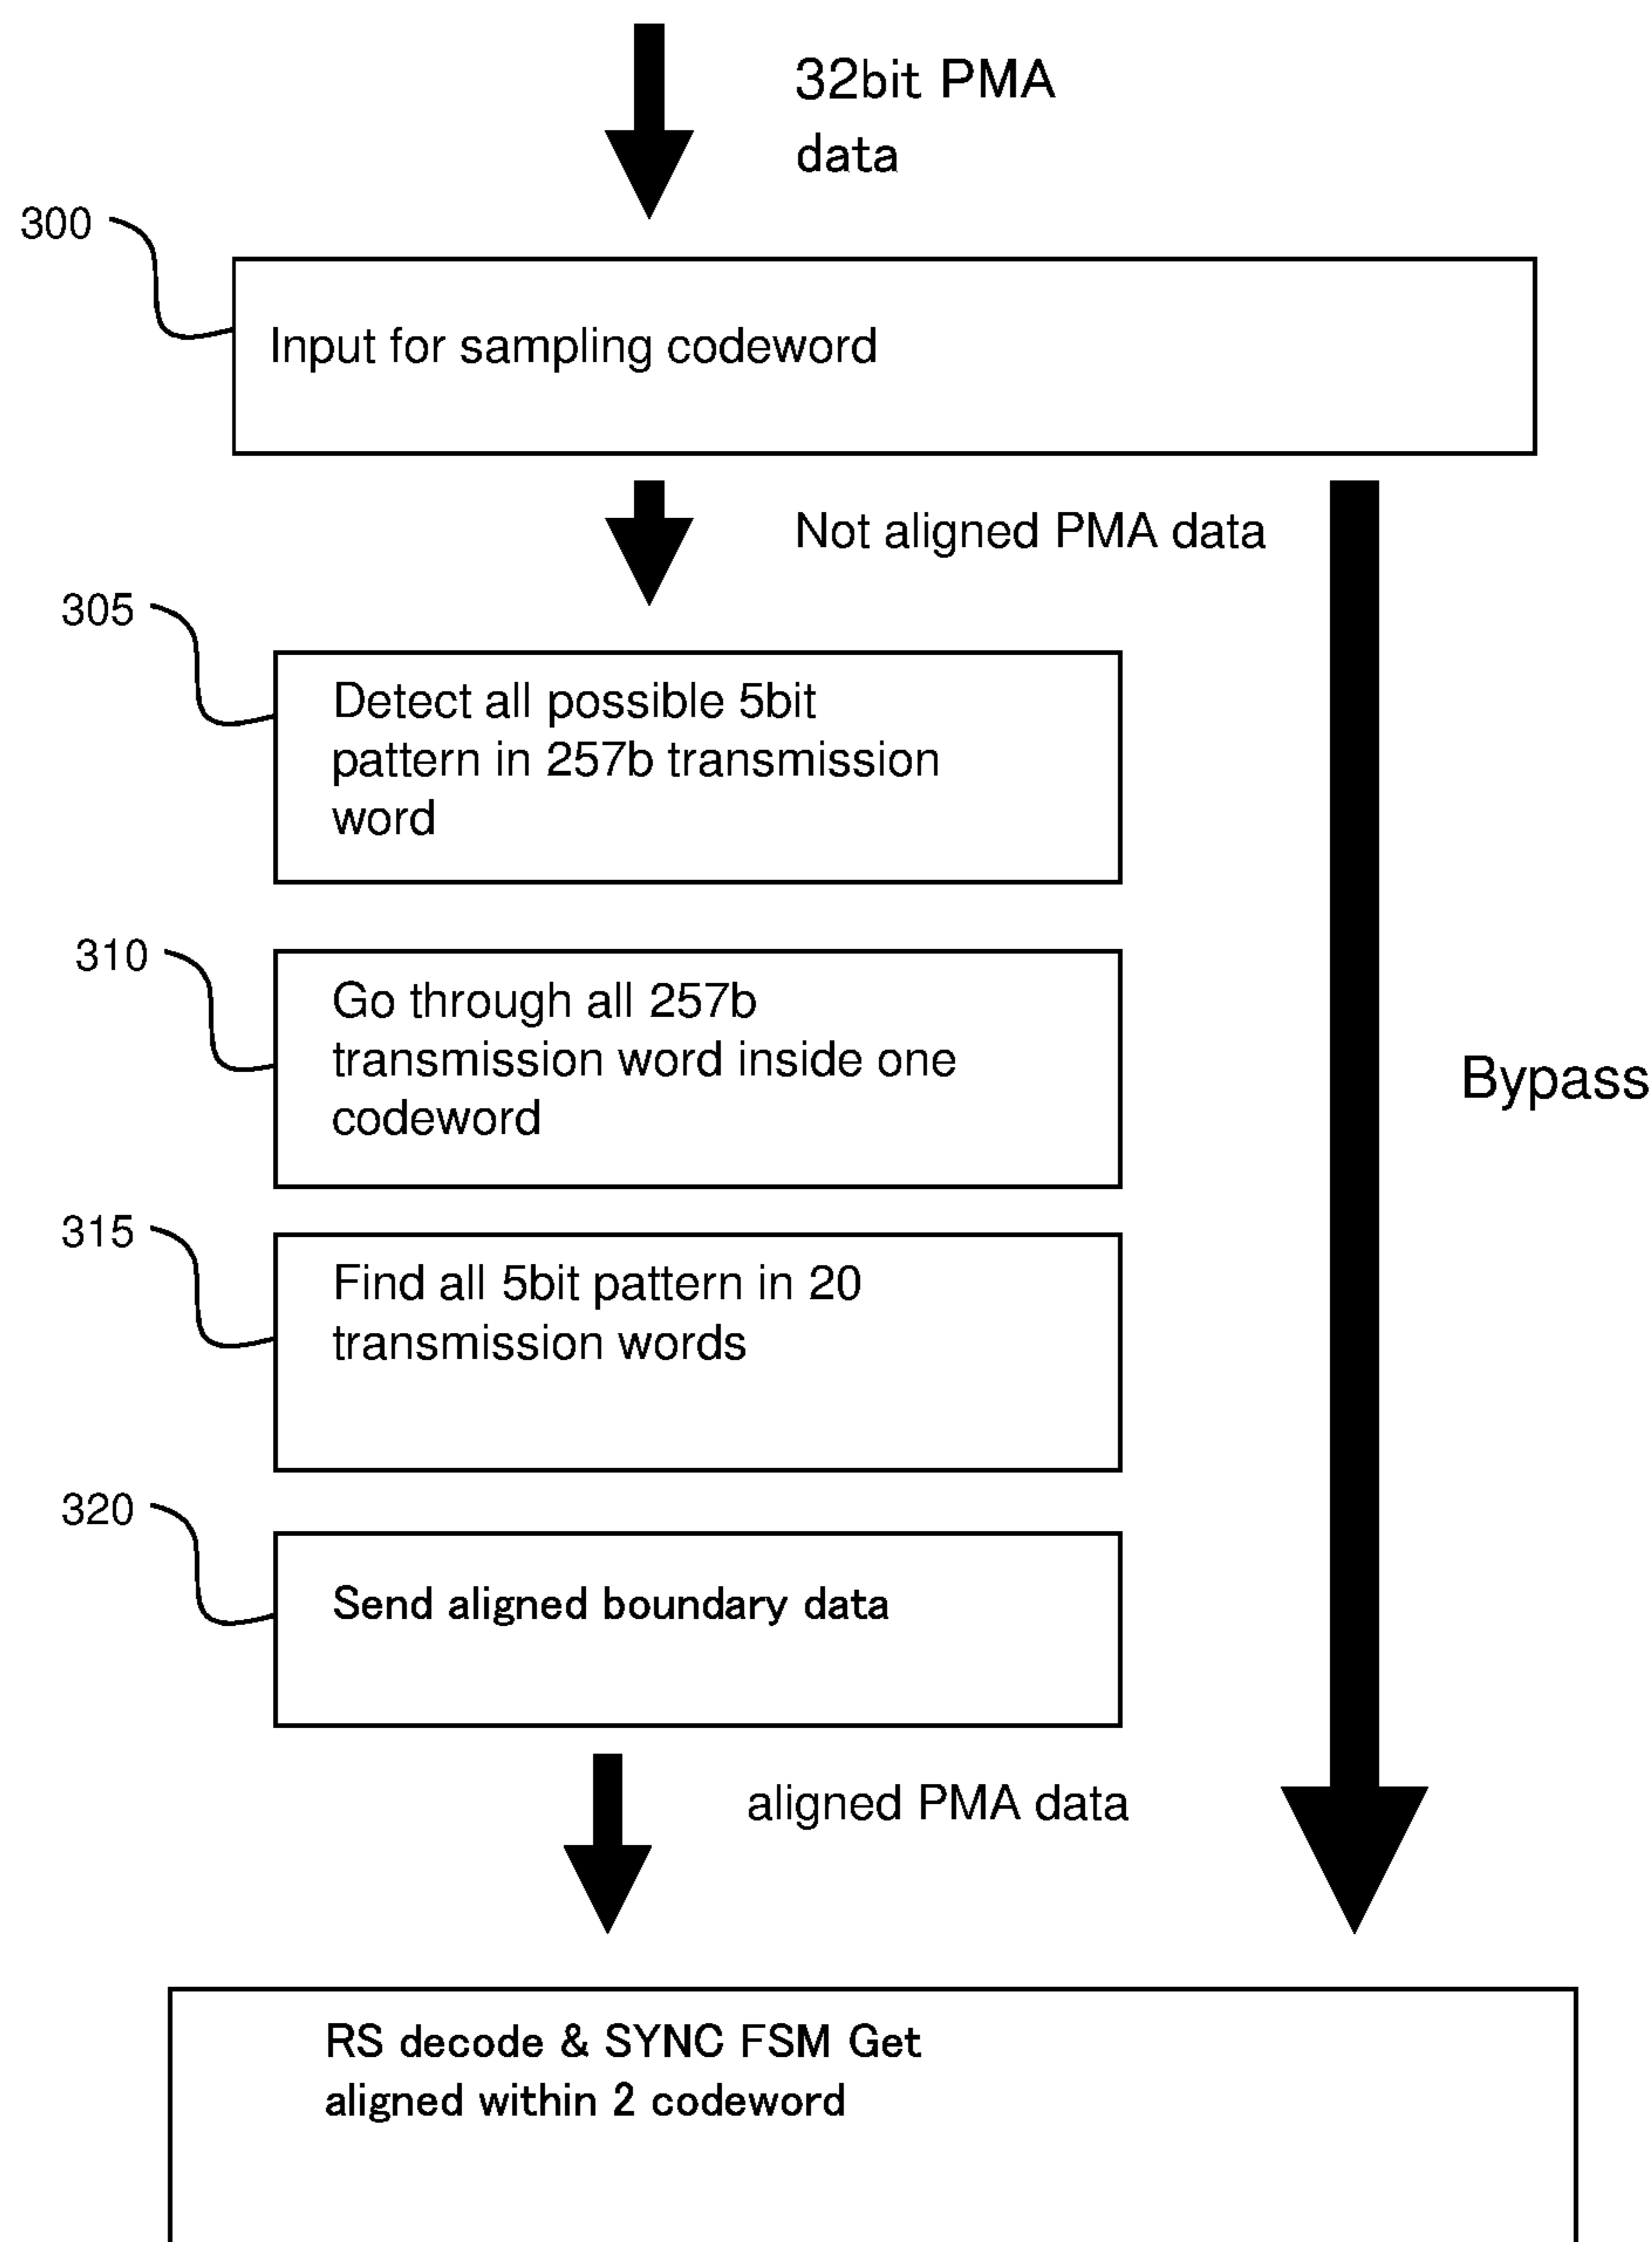 32bit PMA
data
300
Input for sampling codeword
Not aligned PMA data
305
Detect all possible 5bit
pattern in 257b transmission
word
310
Go through all 257b
transmission word inside one
codeword
Bypass
315
Find all 5bit pattern in 20
transmission words
320
Send aligned boundary data
aligned PMA data
RS decode & SYNC FSM Get
aligned within 2 codeword